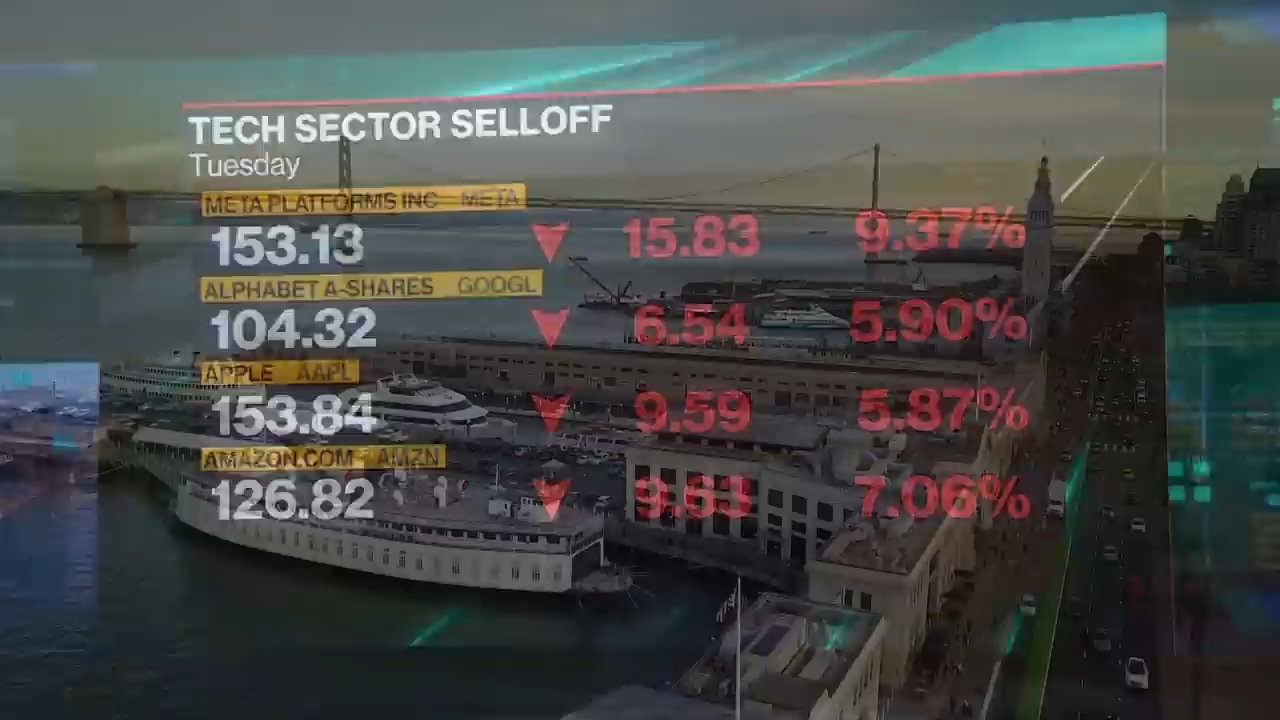 TECH SECTOR SELLOFF
Tuesday
META PLATFORMS INC META
153.13 ▼ 15.83 9.37%
ALPHABET A-SHARES GOOGL
104.32 ▼ 6.54 5.90%
APPLE AAPL
153.84 ▼ 9.59 5.87%
AMAZON.COM AMZN
126.82 ▼ 9.63 7.06%